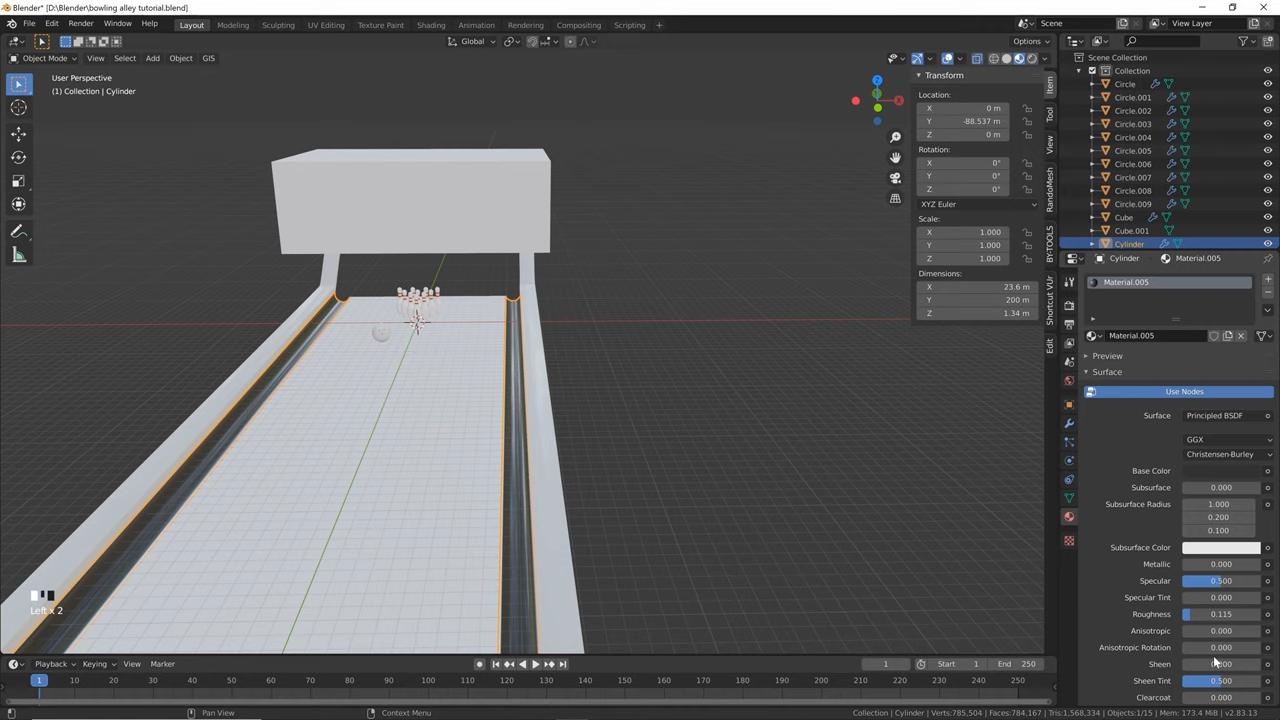 Blender* [D:\Blender\bowling alley tutorial.blend]
File Edit Render Window Help Layout Modeling Sculpting UV Editing Texture Paint Shading Animation Rendering Compositing Scripting Scene View Layer
Global Options
Object Mode View Select Add Object GIS
User Perspective
(1) Collection | Cylinder
Transform
Location:
X 0 m
Y -88.537 m
Z 0 m
Rotation:
X 0°
Y 0°
Z 0°
XYZ Euler
Scale:
X 1.000
Y 1.000
Z 1.000
Dimensions:
X 23.6 m
Y 200 m
Z 1.34 m
Item
Tool
View
RandoMesh
BY-TOOLS
Shortcut VUr
Edit
Scene Collection
Collection
Circle
Circle.001
Circle.002
Circle.003
Circle.004
Circle.005
Circle.006
Circle.007
Circle.008
Circle.009
Cube
Cube.001
Cylinder
Cylinder Material.005
Material.005
Material.005
Preview
Surface
Use Nodes
Surface Principled BSDF
GGX
Christensen-Burley
Base Color
Subsurface 0.000
Subsurface Radius 1.000
0.200
0.100
Subsurface Color
Metallic 0.000
Specular 0.500
Specular Tint 0.000
Roughness 0.115
Anisotropic 0.000
Anisotropic Rotation 0.000
Sheen
Sheen Tint 0.500
Clearcoat 0.000
Left x 2
Playback Keying View Marker 1 Start 1 End 250
1 10 20 30 40 50 60 70 80 90 100 110 120 130 140 150 160 170 180 190 200 210 220 230 240 250
Pan View Context Menu Collection | Cylinder | Verts:785,504 | Faces:784,167 | Tris:1,568,334 | Objects:1/15 | Mem: 173.4 MiB | v2.83.13